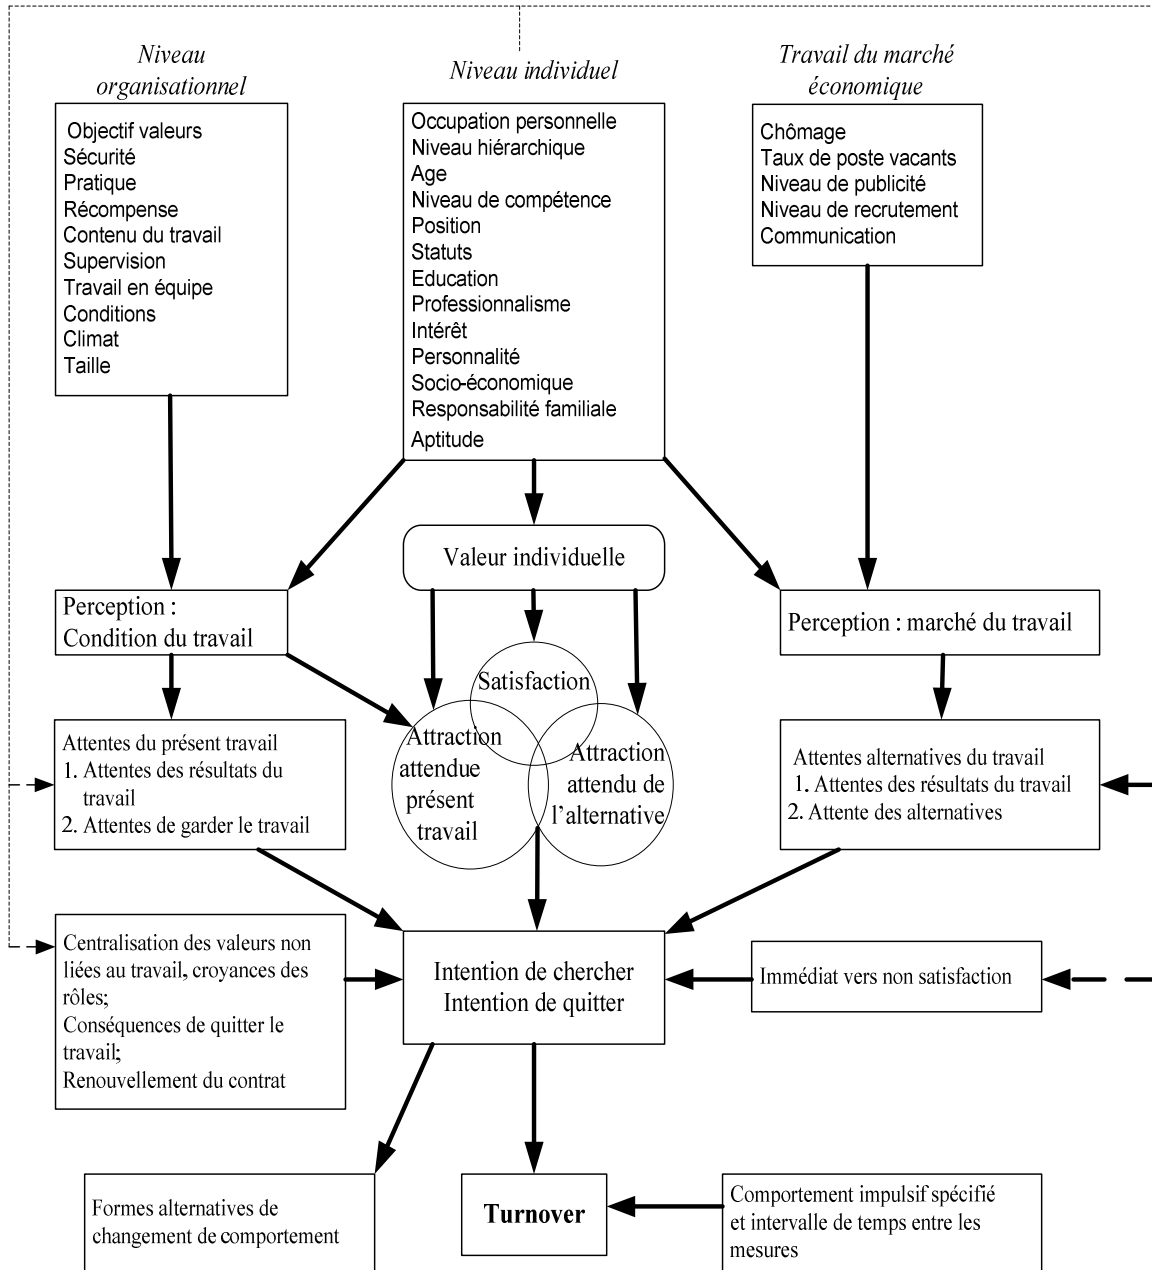 Niveau
organisationnel
Niveau individuel
Travail du marché
économique
Objectif valeurs
Sécurité
Pratique
Récompense
Contenu du travail
Supervision
Travail en équipe
Conditions
Climat
Taille
Occupation personnelle
Niveau hiérarchique
Age
Niveau de compétence
Position
Statuts
Education
Professionnalisme
Intérêt
Personnalité
Socio-économique
Responsabilité familiale
Aptitude
Chômage
Taux de poste vacants
Niveau de publicité
Niveau de recrutement
Communication
Valeur individuelle
Perception :
Condition du travail
Perception : marché du travail
Satisfaction
Attraction
attendue
présent
travail
Attraction
attendu de
l’alternative
Attentes du présent travail
1. Attentes des résultats du
travail
2. Attentes de garder le travail
Attentes alternatives du travail
1. Attentes des résultats du travail
2. Attente des alternatives
Centralisation des valeurs non
liées au travail, croyances des
rôles;
Conséquences de quitter le
travail;
Renouvellement du contrat
Intention de chercher
Intention de quitter
Immédiat vers non satisfaction
Formes alternatives de
changement de comportement
Turnover
Comportement impulsif spécifié
et intervalle de temps entre les
mesures